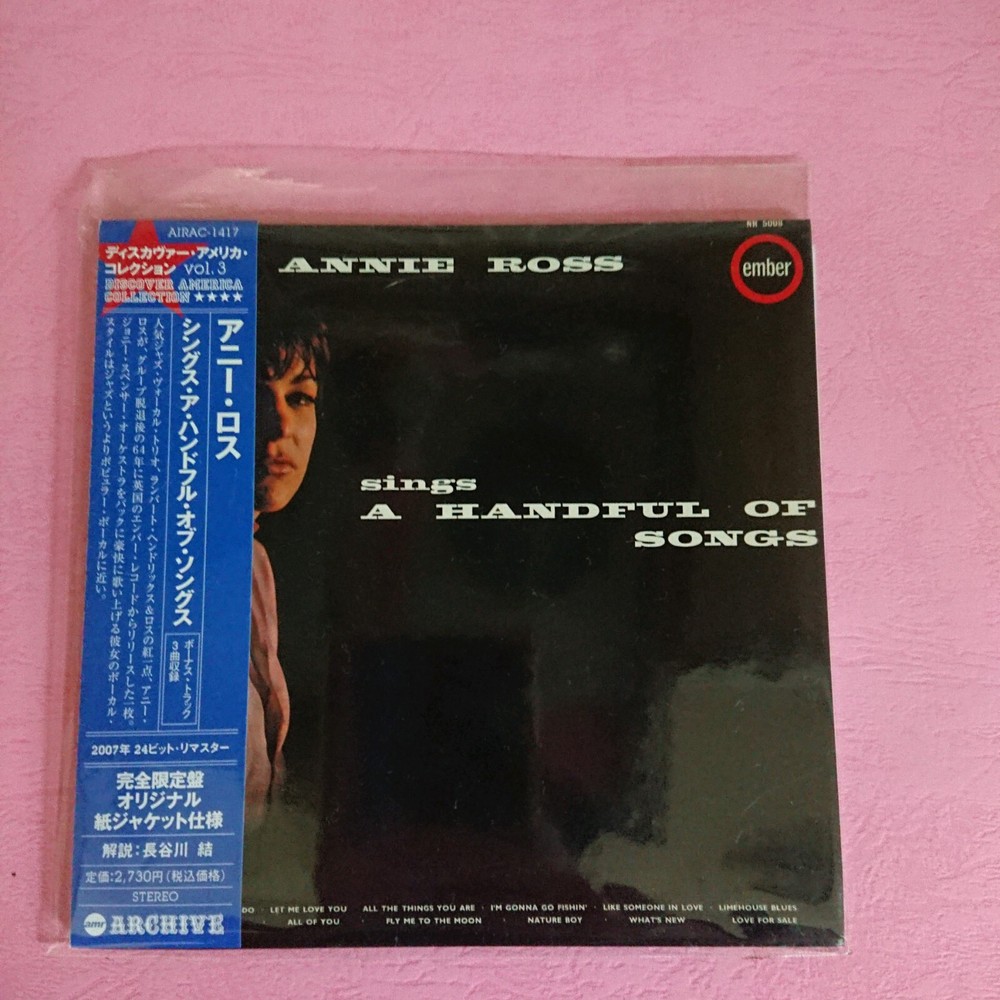 AIRAC-1417
ディスカヴァー・アメリカ・
コレクション vol.3
DISCOVER AMERICA
COLLECTION ★★★★
アニー・ロス
シングス・ア・ハンドフル・オブ・ソングス
ボーナス・トラック
3曲収録
人気ジャズ・ヴォーカル・トリオ、ランバート・ヘンドリックス&ロスの紅一点、アニー・
ロスが、グループ脱退後の64年に英国のエンバー・レコードからリリースした一枚。
ジョニー・スペンサー・オーケストラをバックに豪快に歌い上げる彼女のボーカル・
スタイルはジャズというよりポピュラー・ボーカルに近い。
2007年 24ビット・リマスター
完全限定盤
オリジナル
紙ジャケット仕様
解説:長谷川 結
定価:2,730円(税込価格)
STEREO
amr ARCHIVE
NR 5008
ANNIE ROSS
ember
sings
A HANDFUL OF
SONGS
DO · LET ME LOVE YOU · ALL THE THINGS YOU ARE · I'M GONNA GO FISHIN' · LIKE SOMEONE IN LOVE · LIMEHOUSE BLUES
ALL OF YOU · FLY ME TO THE MOON · NATURE BOY · WHAT'S NEW · LOVE FOR SALE